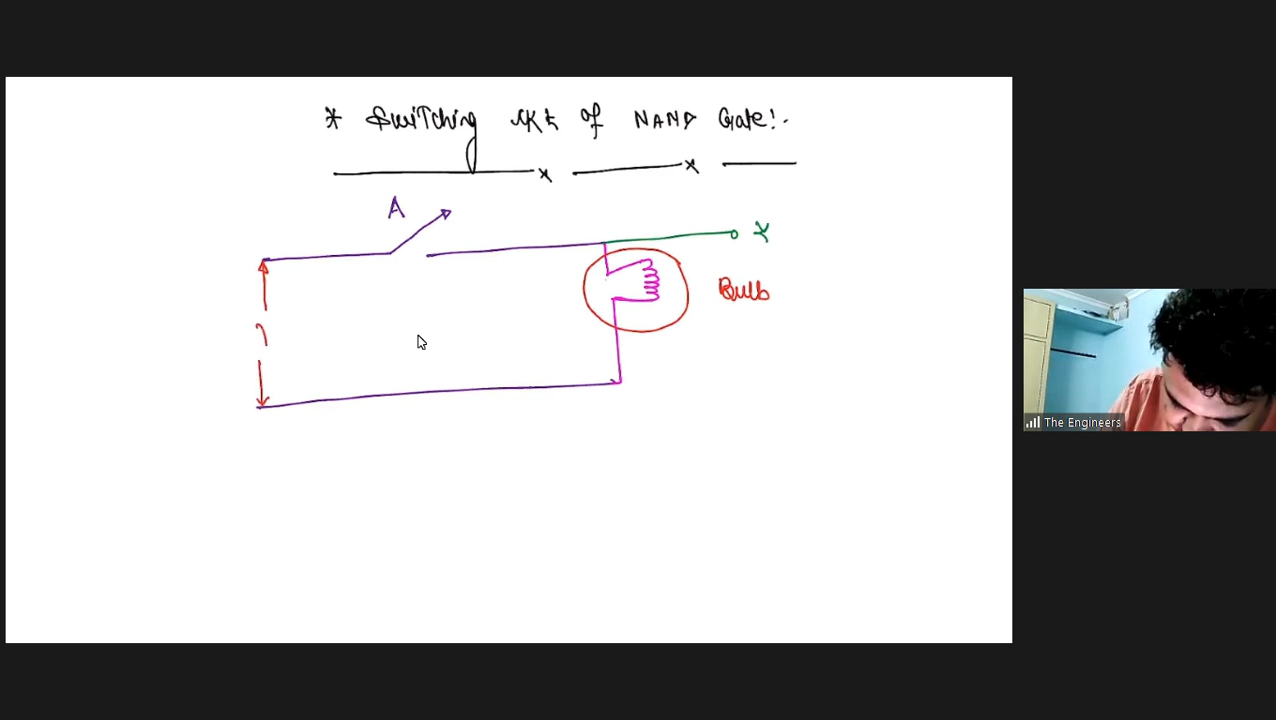 * Switching ckt of NAND Gate:-
A
Y
Bulb
The Engineers